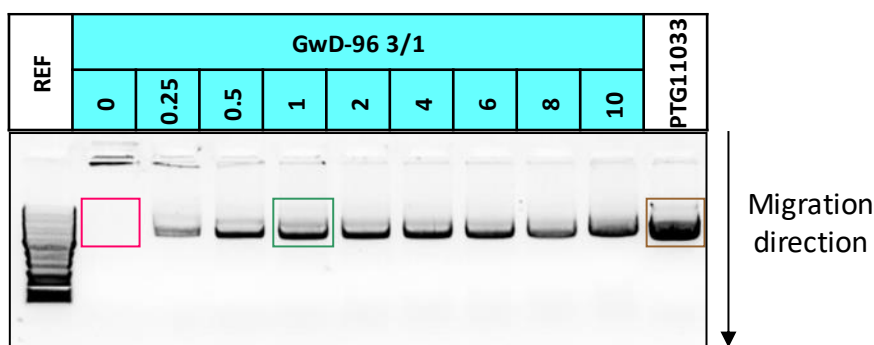 REF
GwD-96 3/1
PTG11033
0
0.25
0.5
1
2
4
6
8
10
Migration
direction